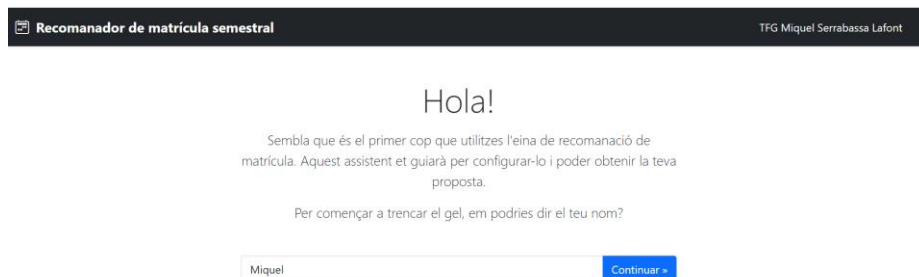 Recomanador de matrícula semestral
TFG Miquel Serrabassa Lafont
Hola!
Sembla que és el primer cop que utilitzes l'eina de recomanació de
matrícula. Aquest assistent et guiarà per configurar-lo i poder obtenir la teva
proposta.
Per començar a trencar el gel, em podries dir el teu nom?
Miquel
Continuar »